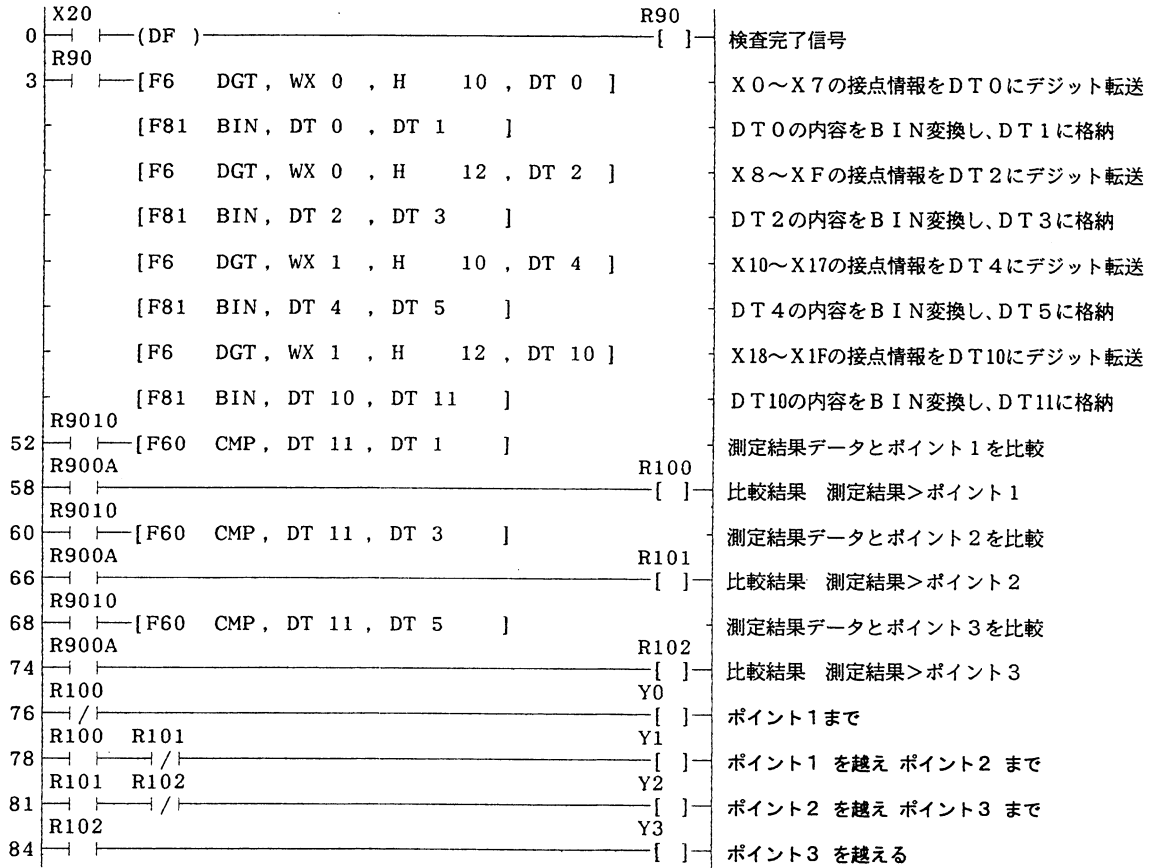 X20 R90
0 (DF ) [ ] 検査完了信号
R90
3 [F6 DGT, WX 0 , H 10 , DT 0 ] X0～X7の接点情報をDT0にデジット転送
[F81 BIN, DT 0 , DT 1 ] DT0の内容をBIN変換し、DT1に格納
[F6 DGT, WX 0 , H 12 , DT 2 ] X8～XFの接点情報をDT2にデジット転送
[F81 BIN, DT 2 , DT 3 ] DT2の内容をBIN変換し、DT3に格納
[F6 DGT, WX 1 , H 10 , DT 4 ] X10～X17の接点情報をDT4にデジット転送
[F81 BIN, DT 4 , DT 5 ] DT4の内容をBIN変換し、DT5に格納
[F6 DGT, WX 1 , H 12 , DT 10 ] X18～X1Fの接点情報をDT10にデジット転送
[F81 BIN, DT 10 , DT 11 ] DT10の内容をBIN変換し、DT11に格納
R9010
52 [F60 CMP, DT 11 , DT 1 ] 測定結果データとポイント1を比較
R900A R100
58 [ ] 比較結果 測定結果＞ポイント1
R9010
60 [F60 CMP, DT 11 , DT 3 ] 測定結果データとポイント2を比較
R900A R101
66 [ ] 比較結果 測定結果＞ポイント2
R9010
68 [F60 CMP, DT 11 , DT 5 ] 測定結果データとポイント3を比較
R900A R102
74 [ ] 比較結果 測定結果＞ポイント3
R100 Y0
76 / [ ] ポイント1まで
R100 R101 Y1
78 / [ ] ポイント1 を越え ポイント2 まで
R101 R102 Y2
81 / [ ] ポイント2 を越え ポイント3 まで
R102 Y3
84 [ ] ポイント3 を越える